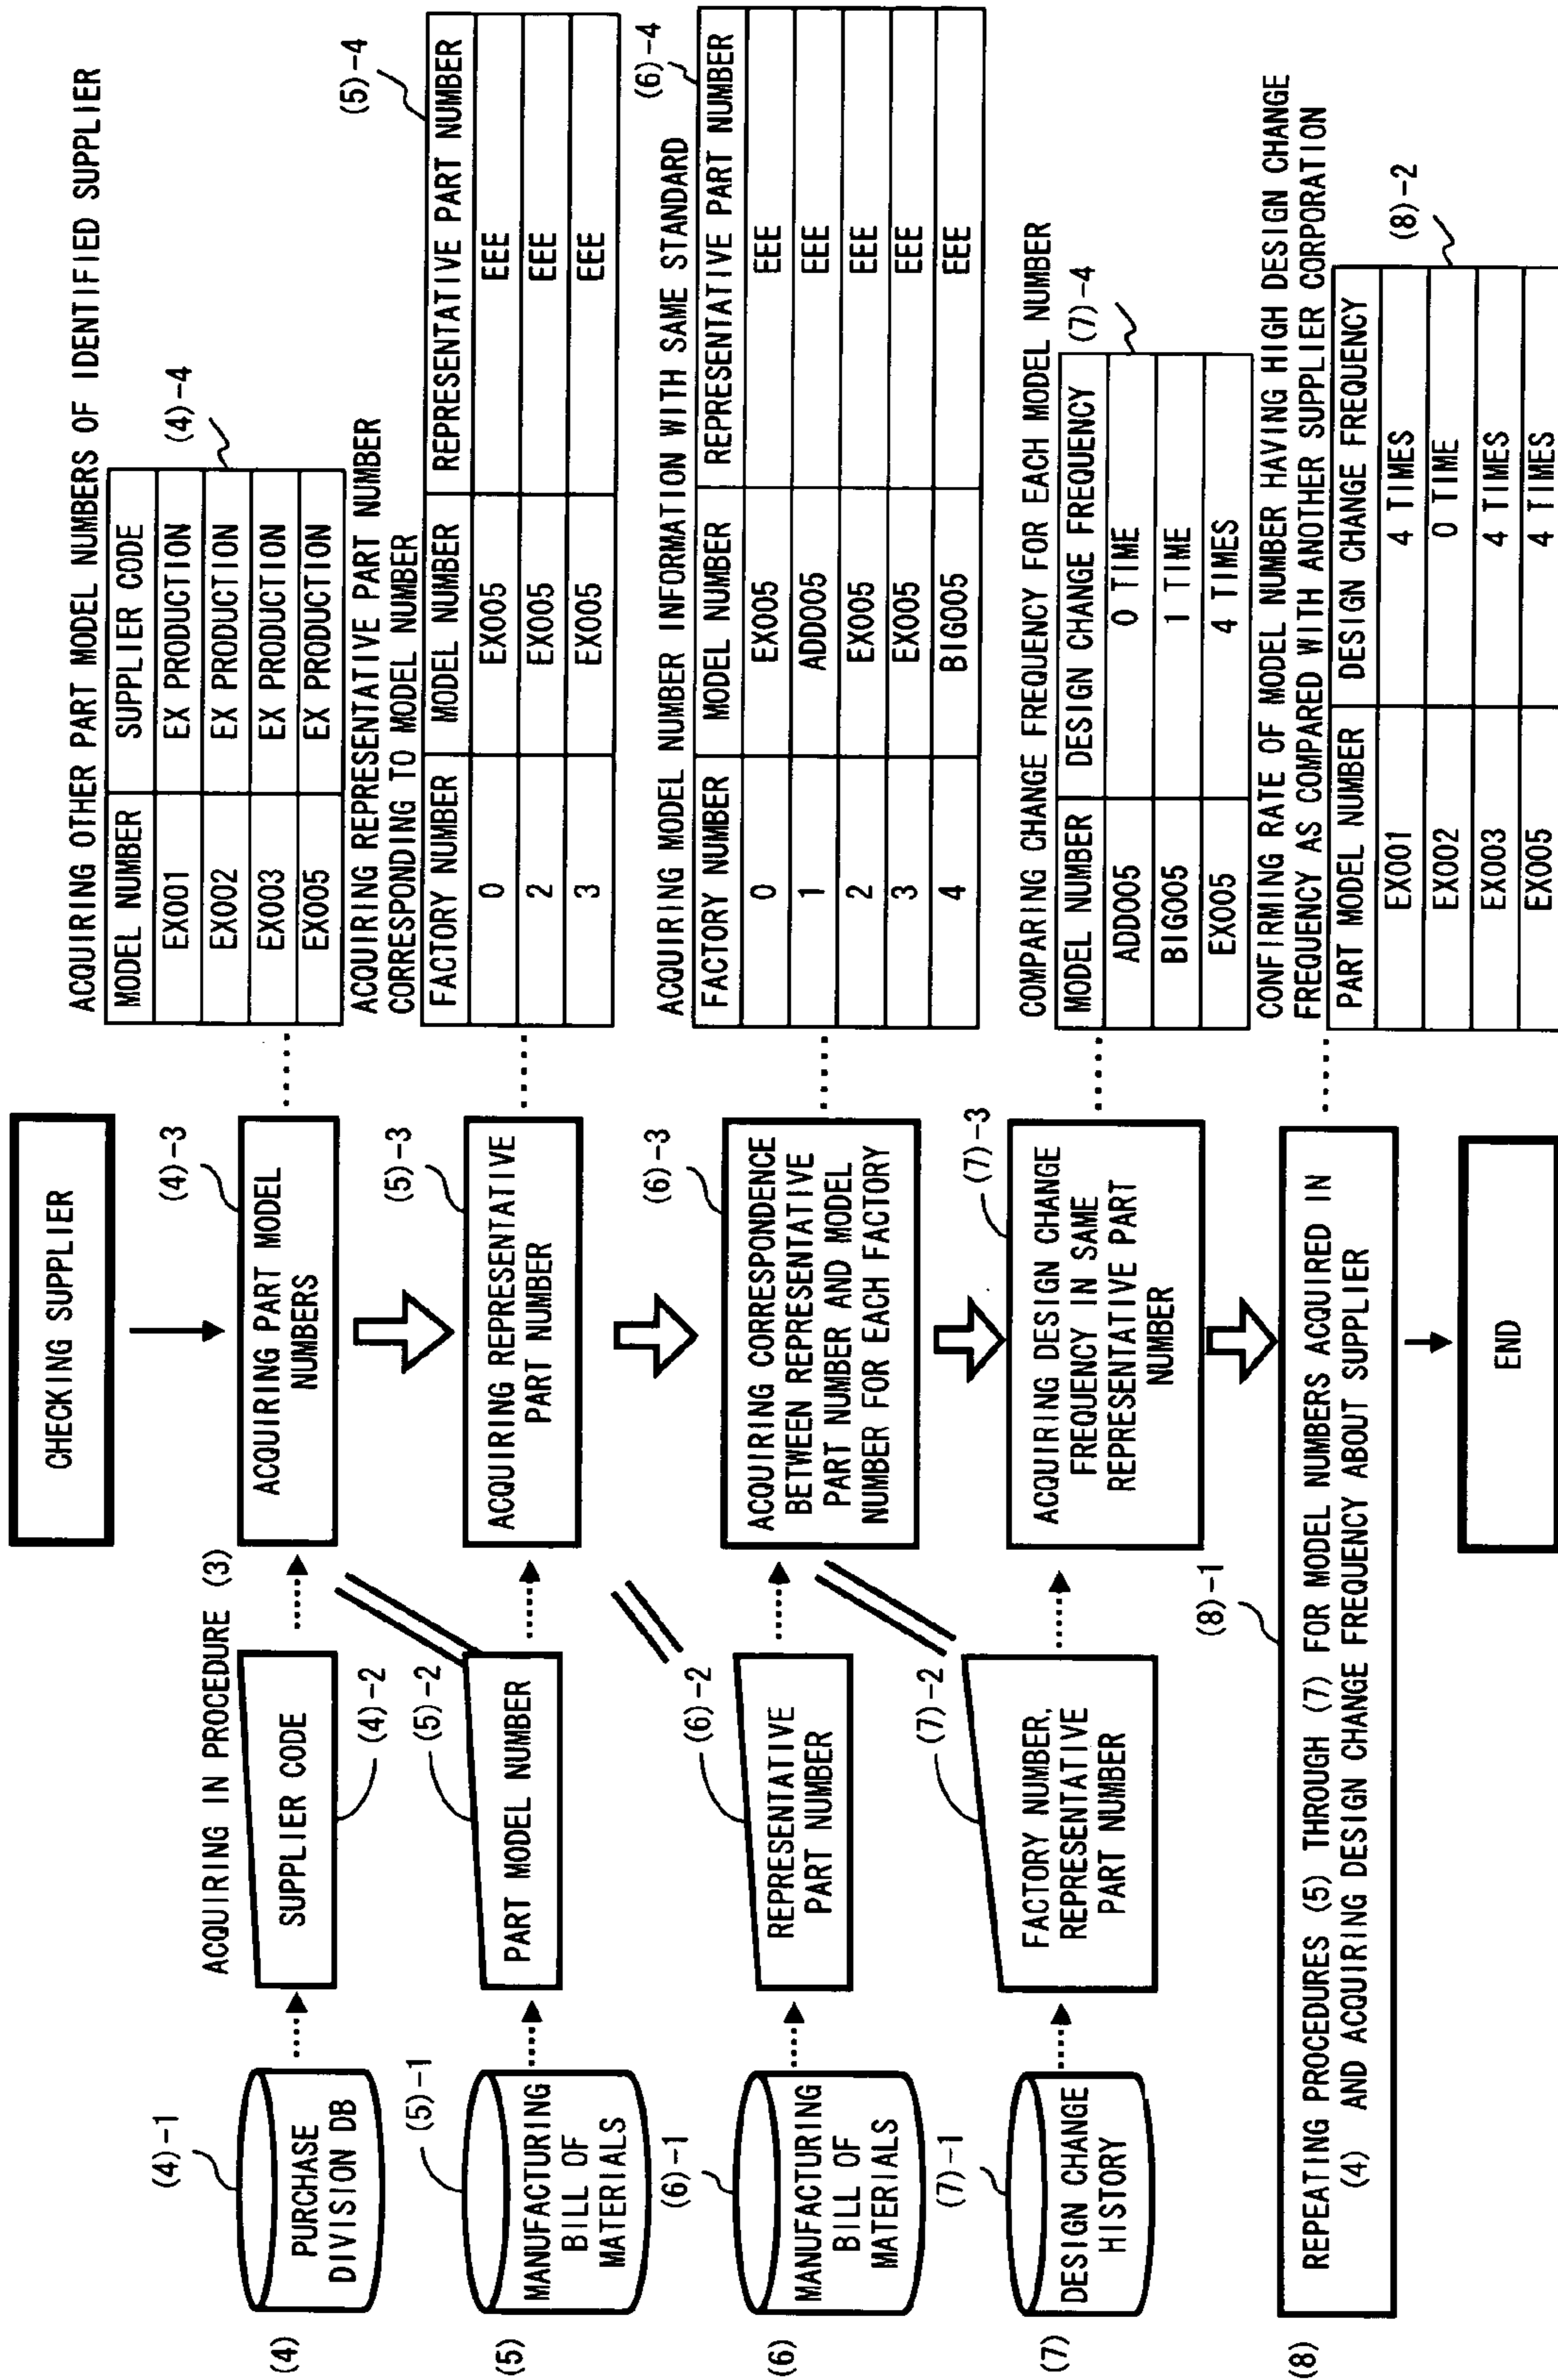 CHECKING SUPPLIER
(4)
(4)-1
PURCHASE
DIVISION DB
ACQUIRING IN PROCEDURE (3)
SUPPLIER CODE
(4)-2
(4)-3
ACQUIRING PART MODEL
NUMBERS
ACQUIRING OTHER PART MODEL NUMBERS OF IDENTIFIED SUPPLIER
(4)-4
MODEL NUMBER SUPPLIER CODE
EX001 EX PRODUCTION
EX002 EX PRODUCTION
EX003 EX PRODUCTION
EX005 EX PRODUCTION
(5)
(5)-1
MANUFACTURING
BILL OF
MATERIALS
(5)-2
PART MODEL NUMBER
(5)-3
ACQUIRING REPRESENTATIVE
PART NUMBER
ACQUIRING REPRESENTATIVE PART NUMBER
CORRESPONDING TO MODEL NUMBER
(5)-4
FACTORY NUMBER MODEL NUMBER REPRESENTATIVE PART NUMBER
0 EX005 EEE
2 EX005 EEE
3 EX005 EEE
(6)
(6)-1
MANUFACTURING
BILL OF
MATERIALS
(6)-2
REPRESENTATIVE
PART NUMBER
(6)-3
ACQUIRING CORRESPONDENCE
BETWEEN REPRESENTATIVE
PART NUMBER AND MODEL
NUMBER FOR EACH FACTORY
ACQUIRING MODEL NUMBER INFORMATION WITH SAME STANDARD
(6)-4
FACTORY NUMBER MODEL NUMBER REPRESENTATIVE PART NUMBER
0 EX005 EEE
1 ADD005 EEE
2 EX005 EEE
3 EX005 EEE
4 BIG005 EEE
(7)
(7)-1
DESIGN CHANGE
HISTORY
(7)-2
FACTORY NUMBER,
REPRESENTATIVE
PART NUMBER
(7)-3
ACQUIRING DESIGN CHANGE
FREQUENCY IN SAME
REPRESENTATIVE PART
NUMBER
COMPARING CHANGE FREQUENCY FOR EACH MODEL NUMBER
(7)-4
MODEL NUMBER DESIGN CHANGE FREQUENCY
ADD005 0 TIME
BIG005 1 TIME
EX005 4 TIMES
(8)
(8)-1
REPEATING PROCEDURES (5) THROUGH (7) FOR MODEL NUMBERS ACQUIRED IN
(4) AND ACQUIRING DESIGN CHANGE FREQUENCY ABOUT SUPPLIER
CONFIRMING RATE OF MODEL NUMBER HAVING HIGH DESIGN CHANGE
FREQUENCY AS COMPARED WITH ANOTHER SUPPLIER CORPORATION
(8)-2
PART MODEL NUMBER DESIGN CHANGE FREQUENCY
EX001 4 TIMES
EX002 0 TIME
EX003 4 TIMES
EX005 4 TIMES
END